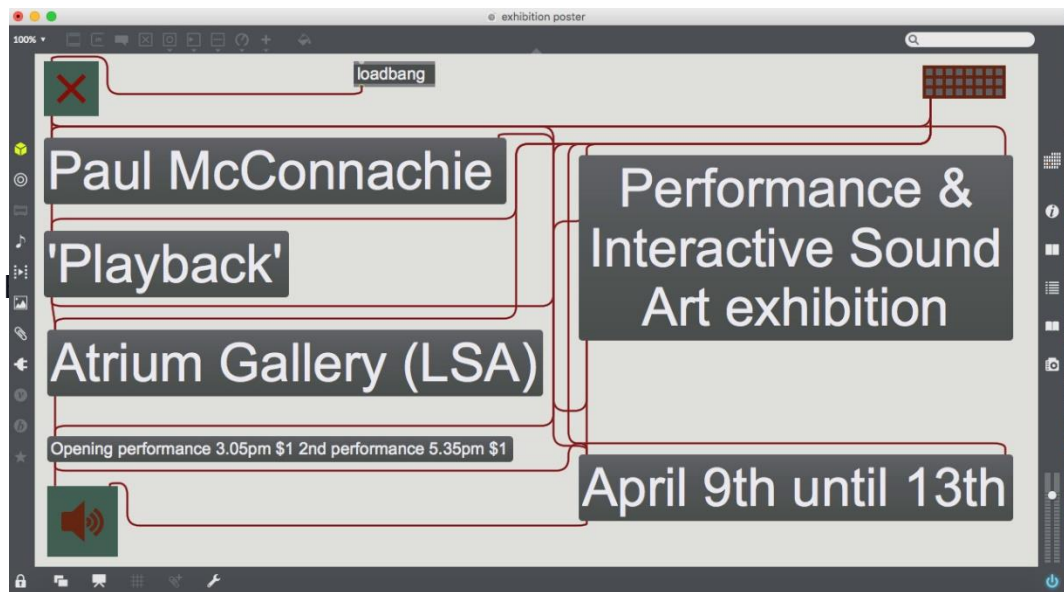 exhibition poster
100%
loadbang
Paul McConnachie
'Playback'
Atrium Gallery (LSA)
Opening performance 3.05pm $1 2nd performance 5.35pm $1
Performance &
Interactive Sound
Art exhibition
April 9th until 13th